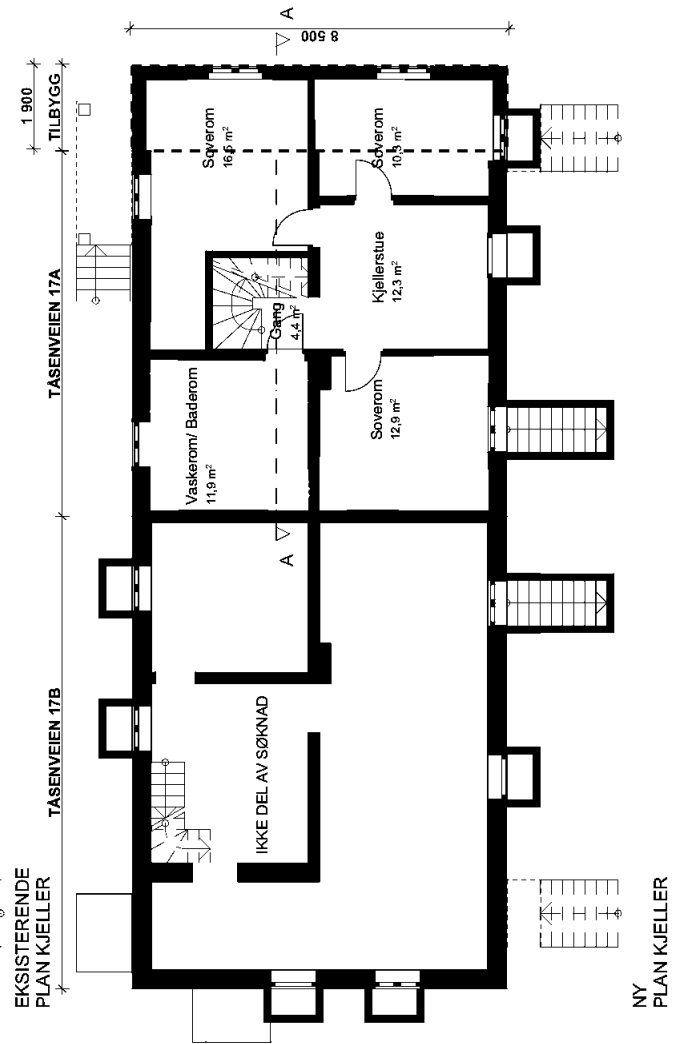 EKSISTERENDE
PLAN KJELLER
TÅSENVEIEN 17B
TÅSENVEIEN 17A
TILBYGG
1 900
8 500
A
Soverom
16,5 m²
Soverom
10,3 m²
Kjellerstue
12,3 m²
Gang
4,4 m²
Vaskerom/ Baderom
11,9 m²
Soverom
12,9 m²
A
IKKE DEL AV SØKNAD
NY
PLAN KJELLER